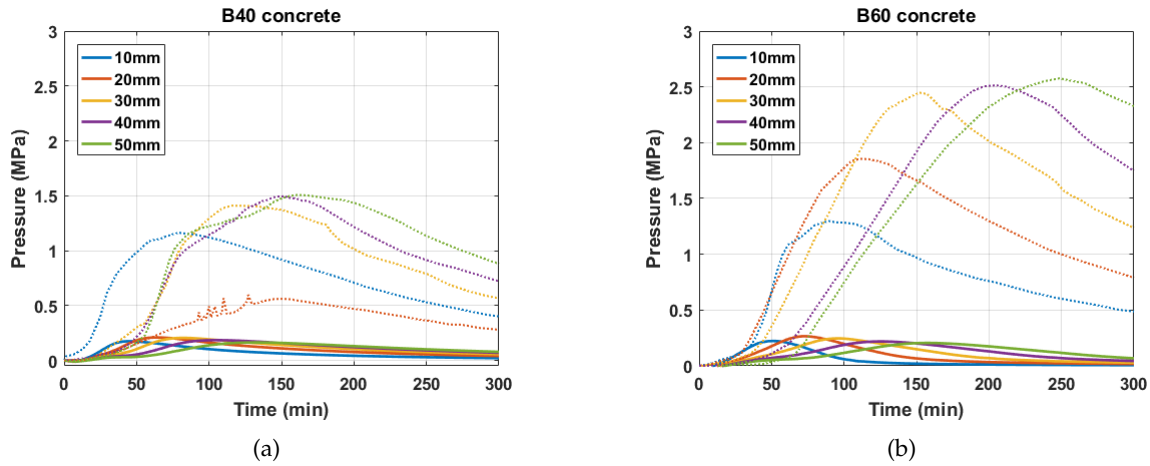 B40 concrete
3
2.5
2
1.5
1
0.5
0
0 50 100 150 200 250 300
Pressure (MPa)
Time (min)
10mm
20mm
30mm
40mm
50mm
(a)
B60 concrete
3
2.5
2
1.5
1
0.5
0
0 50 100 150 200 250 300
Pressure (MPa)
Time (min)
10mm
20mm
30mm
40mm
50mm
(b)